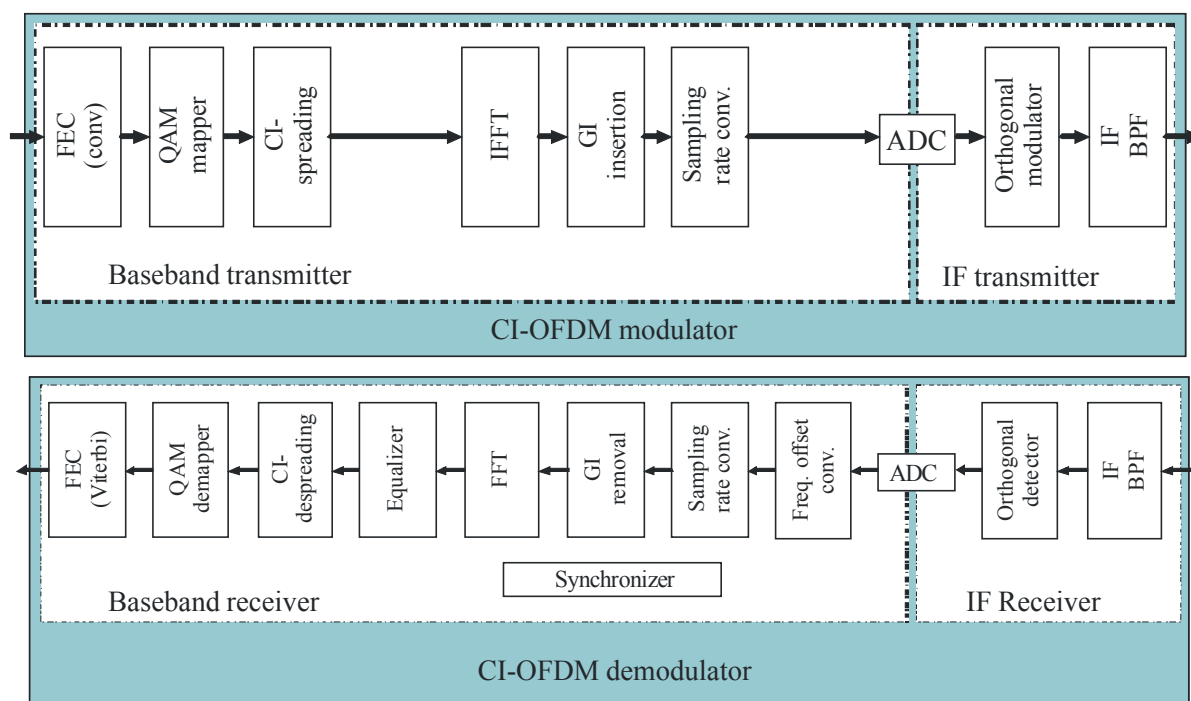 FEC
(conv)
QAM
mapper
CI-
spreading
IFFT
GI
insertion
Sampling
rate conv.
ADC
Orthogonal
modulator
IF
BPF
Baseband transmitter
IF transmitter
CI-OFDM modulator
FEC
(Viterbi)
QAM
demapper
CI-
despreading
Equalizer
FFT
GI
removal
Sampling
rate conv.
Freq. offset
conv.
ADC
Orthogonal
detector
IF
BPF
Synchronizer
Baseband receiver
IF Receiver
CI-OFDM demodulator